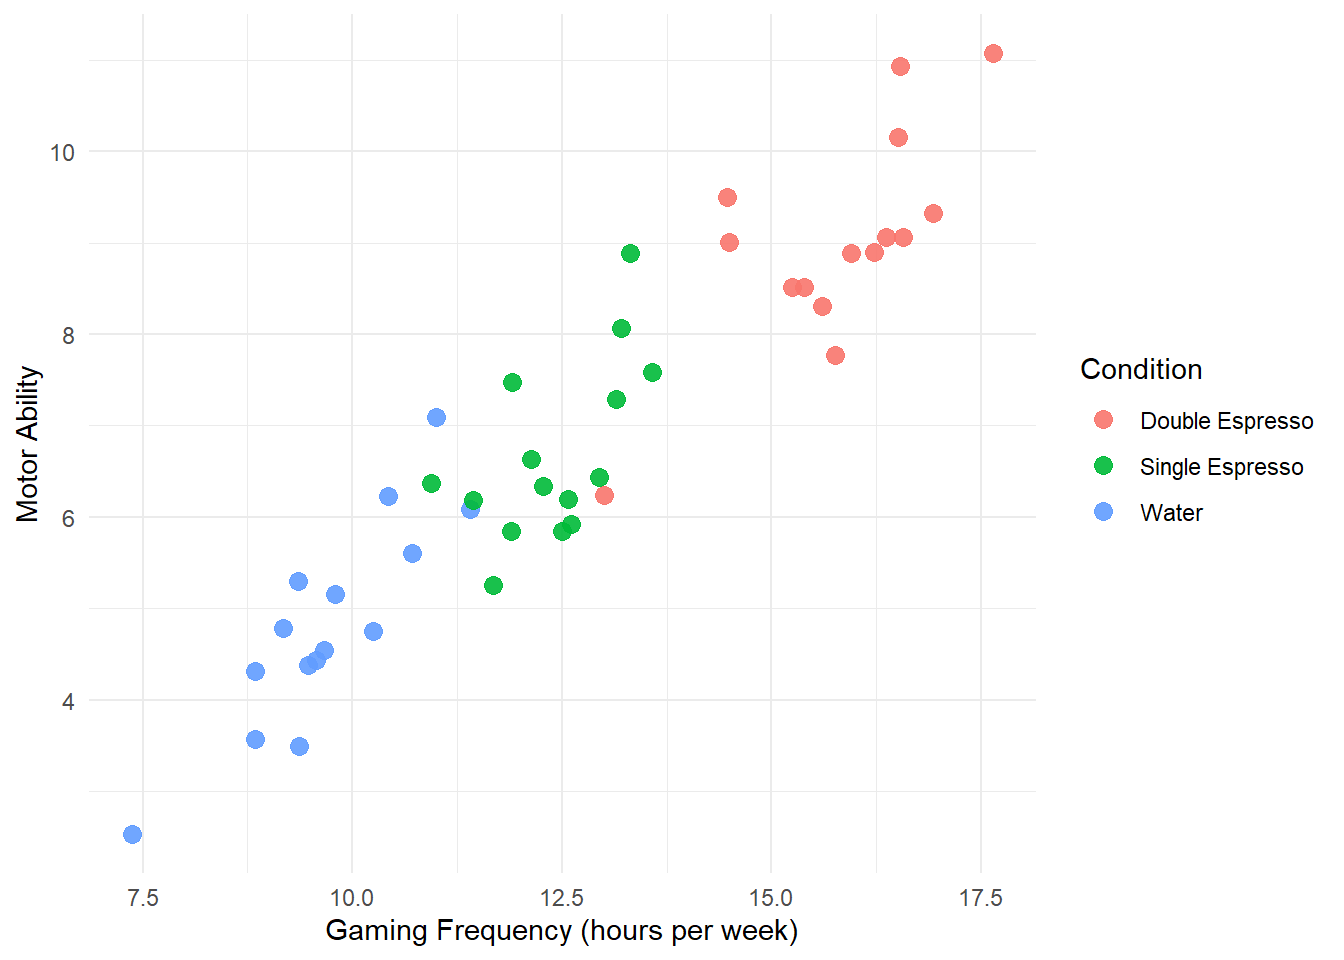 10
8
6
4
Motor Ability
7.5
10.0
12.5
15.0
17.5
Gaming Frequency (hours per week)
Condition
Double Espresso
Single Espresso
Water